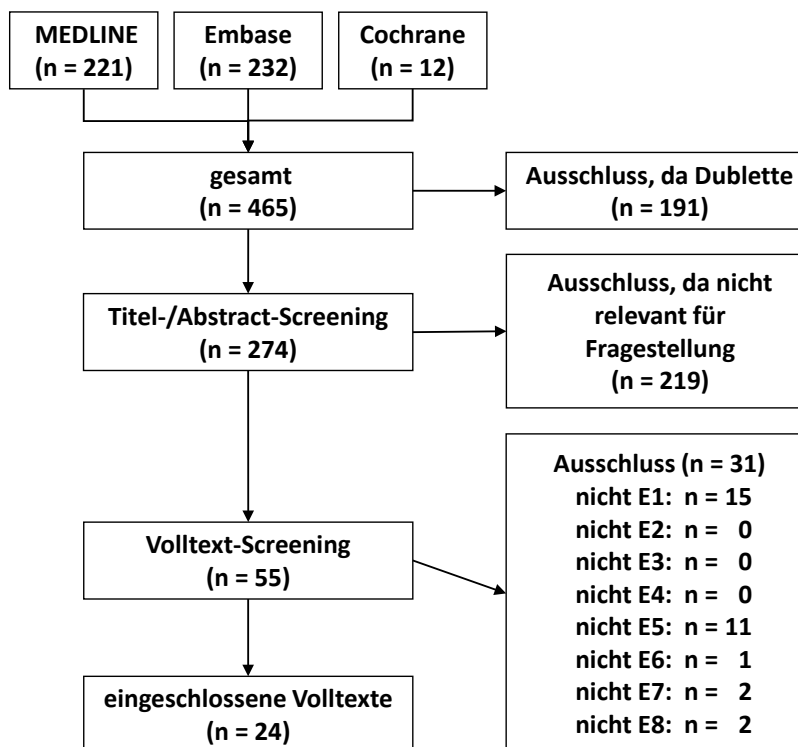 MEDLINE
(n = 221)
Embase
(n = 232)
Cochrane
(n = 12)
gesamt
(n = 465)
Ausschluss, da Dublette
(n = 191)
Titel-/Abstract-Screening
(n = 274)
Ausschluss, da nicht
relevant für
Fragestellung
(n = 219)
Volltext-Screening
(n = 55)
Ausschluss (n = 31)
nicht E1: n = 15
nicht E2: n = 0
nicht E3: n = 0
nicht E4: n = 0
nicht E5: n = 11
nicht E6: n = 1
nicht E7: n = 2
nicht E8: n = 2
eingeschlossene Volltexte
(n = 24)